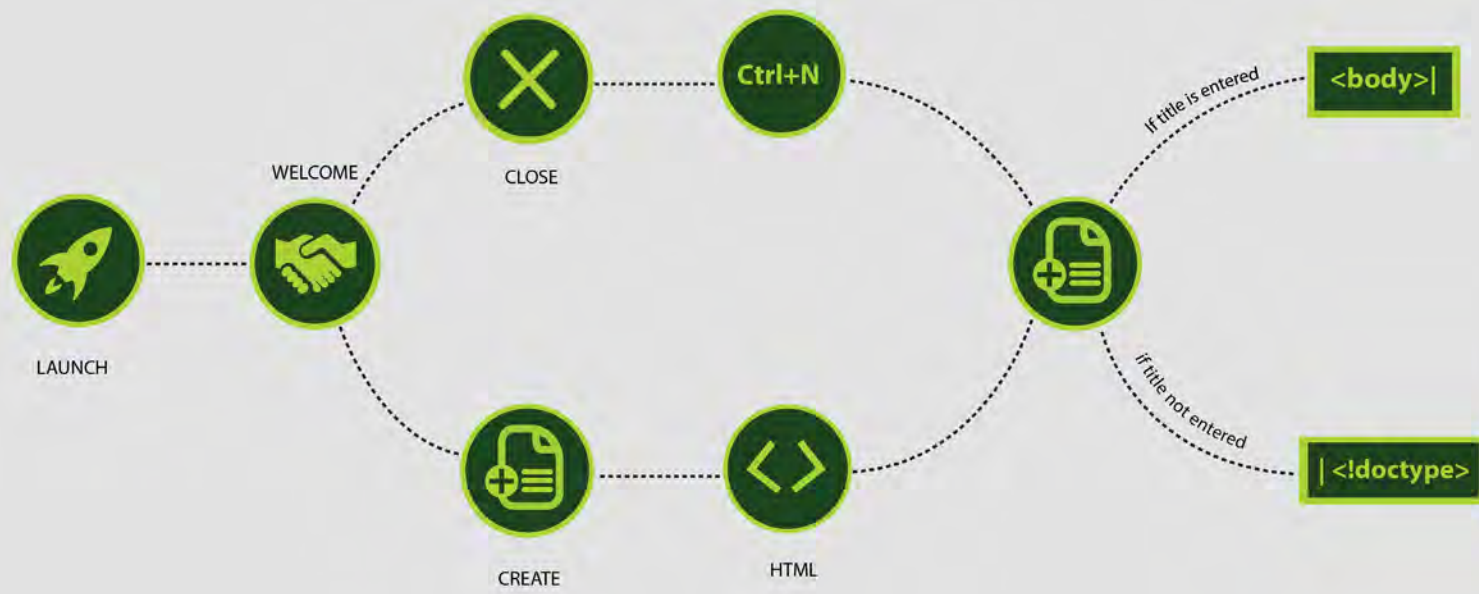 Ctrl+N
If title is entered
<body>|
WELCOME
CLOSE
LAUNCH
if title not entered
| <!doctype>
CREATE
HTML